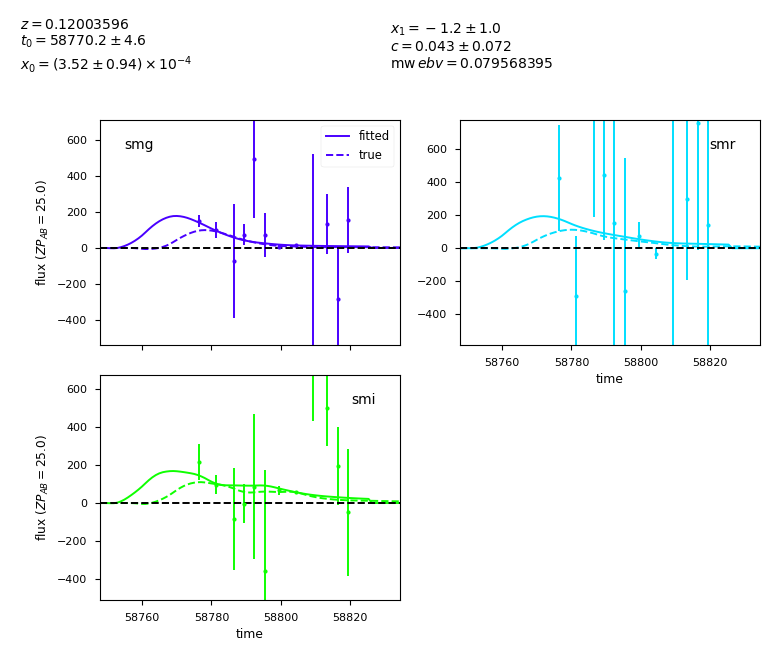 z = 0.12003596
t₀ = 58770.2 ± 4.6
x₀ = (3.52 ± 0.94) × 10⁻⁴
x₁ = −1.2 ± 1.0
c = 0.043 ± 0.072
mw ebv = 0.079568395
smg
fitted
true
600
400
200
0
−200
−400
flux (ZP_AB = 25.0)
smr
600
400
200
0
−200
−400
58760 58780 58800 58820
time
smi
600
400
200
0
−200
−400
flux (ZP_AB = 25.0)
58760 58780 58800 58820
time